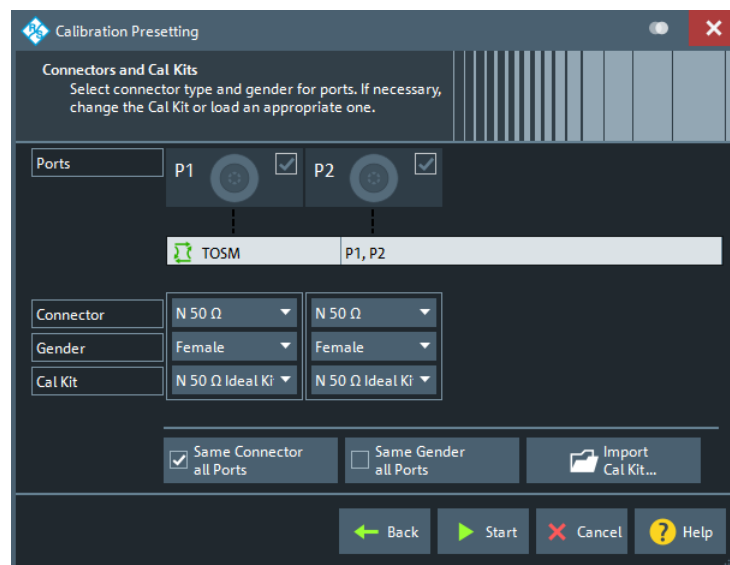 Calibration Presetting
Connectors and Cal Kits
Select connector type and gender for ports. If necessary,
change the Cal Kit or load an appropriate one.
Ports
P1
P2
TOSM
P1, P2
Connector
N 50 Ω
N 50 Ω
Gender
Female
Female
Cal Kit
N 50 Ω Ideal Ki
N 50 Ω Ideal Ki
Same Connector
all Ports
Same Gender
all Ports
Import
Cal Kit...
Back
Start
Cancel
Help